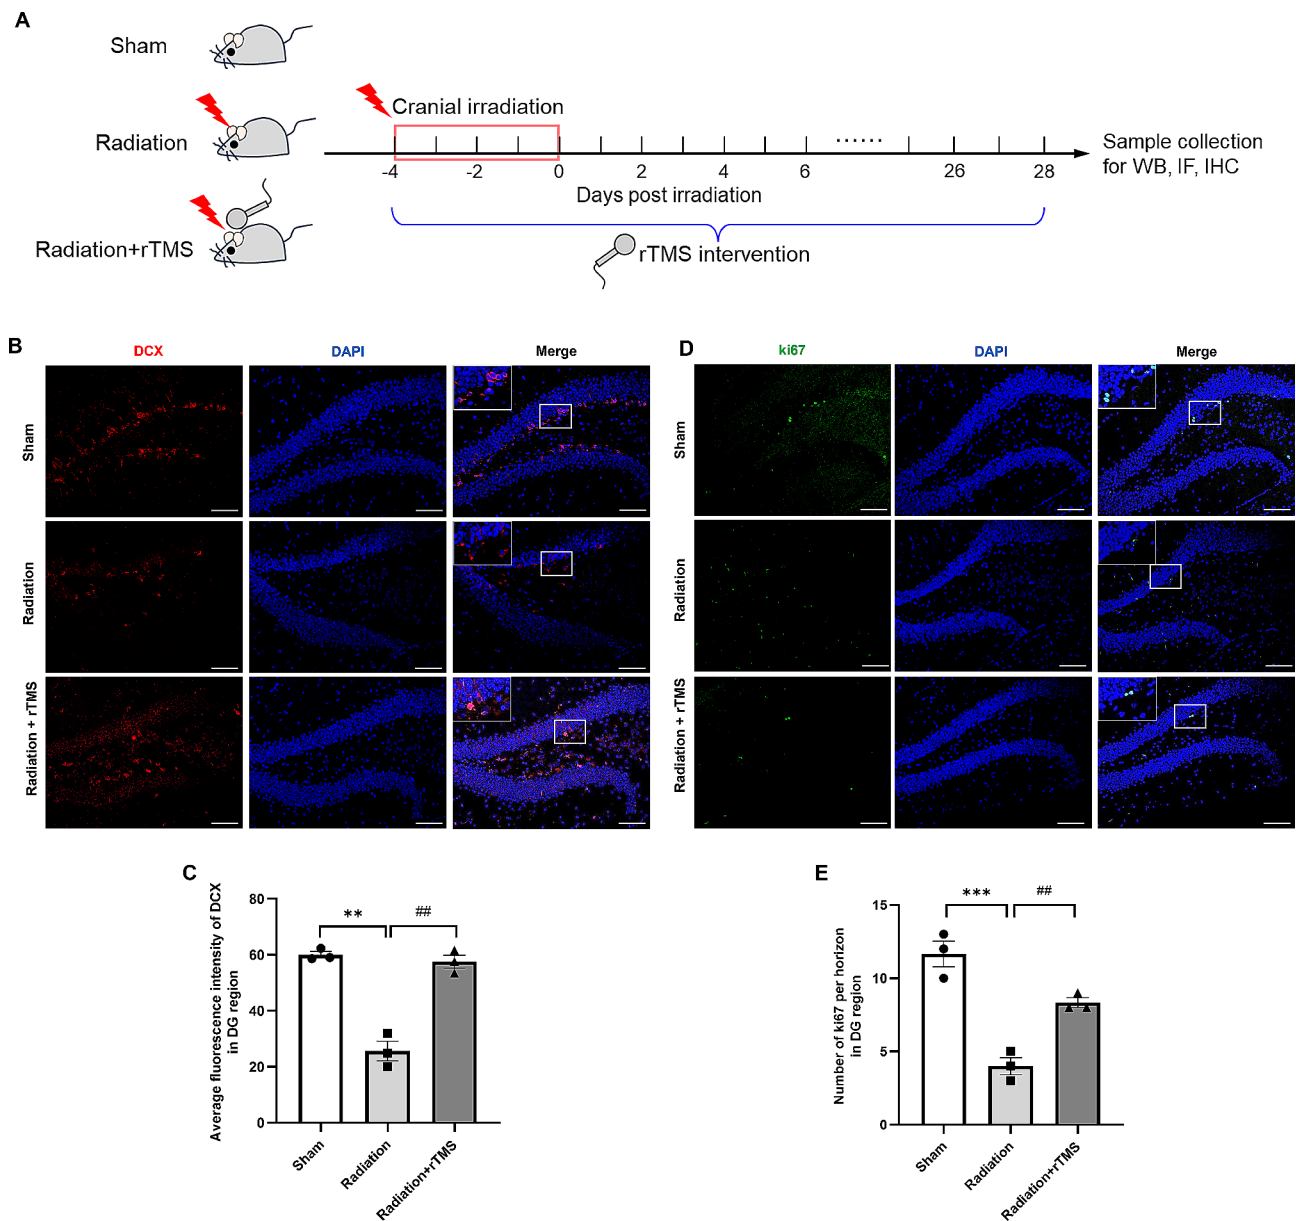 A
Sham
Radiation
Radiation+rTMS
Cranial irradiation
-4 -2 0 2 4 6 ...... 26 28
Days post irradiation
rTMS intervention
Sample collection
for WB, IF, IHC
B
DCX DAPI Merge
Sham
Radiation
Radiation + rTMS
D
ki67 DAPI Merge
Sham
Radiation
Radiation + rTMS
C
Average fluorescence intensity of DCX
in DG region
80
60
40
20
0
** ##
Sham
Radiation
Radiation+rTMS
E
Number of ki67 per horizon
in DG region
15
10
5
0
*** ##
Sham
Radiation
Radiation+rTMS